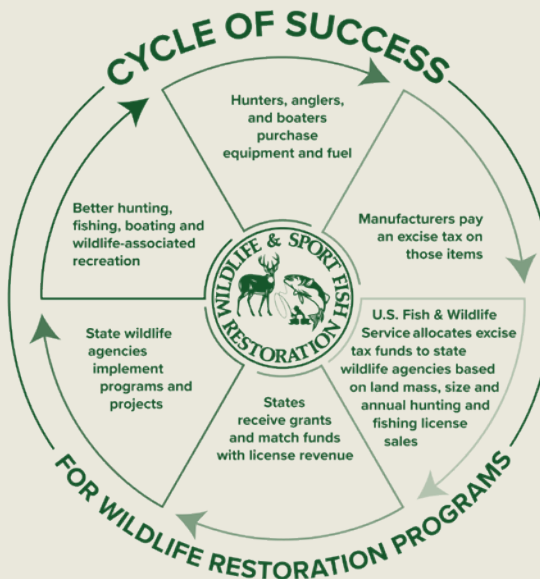 CYCLE OF SUCCESS
Hunters, anglers,
and boaters
purchase
equipment and fuel
Manufacturers pay
an excise tax on
those items
U.S. Fish & Wildlife
Service allocates excise
tax funds to state
wildlife agencies based
on land mass, size and
annual hunting and
fishing license
sales
States
receive grants
and match funds
with license revenue
State wildlife
agencies
implement
programs and
projects
Better hunting,
fishing, boating and
wildlife-associated
recreation
WILDLIFE & SPORT FISH
RESTORATION
FOR WILDLIFE RESTORATION PROGRAMS